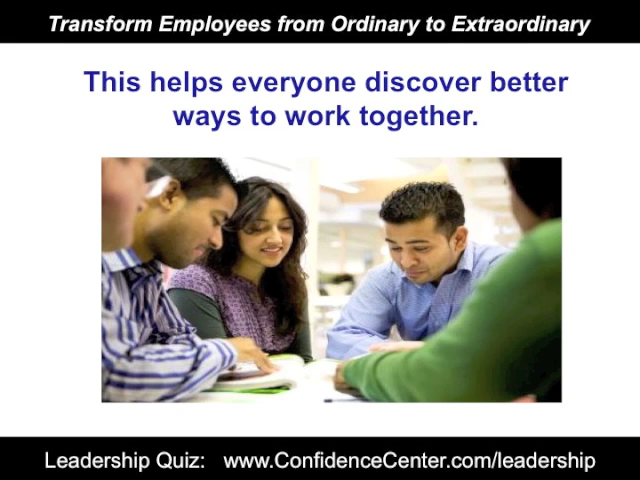 Transform Employees from Ordinary to Extraordinary
This helps everyone discover better
ways to work together.
Leadership Quiz: www.ConfidenceCenter.com/leadership